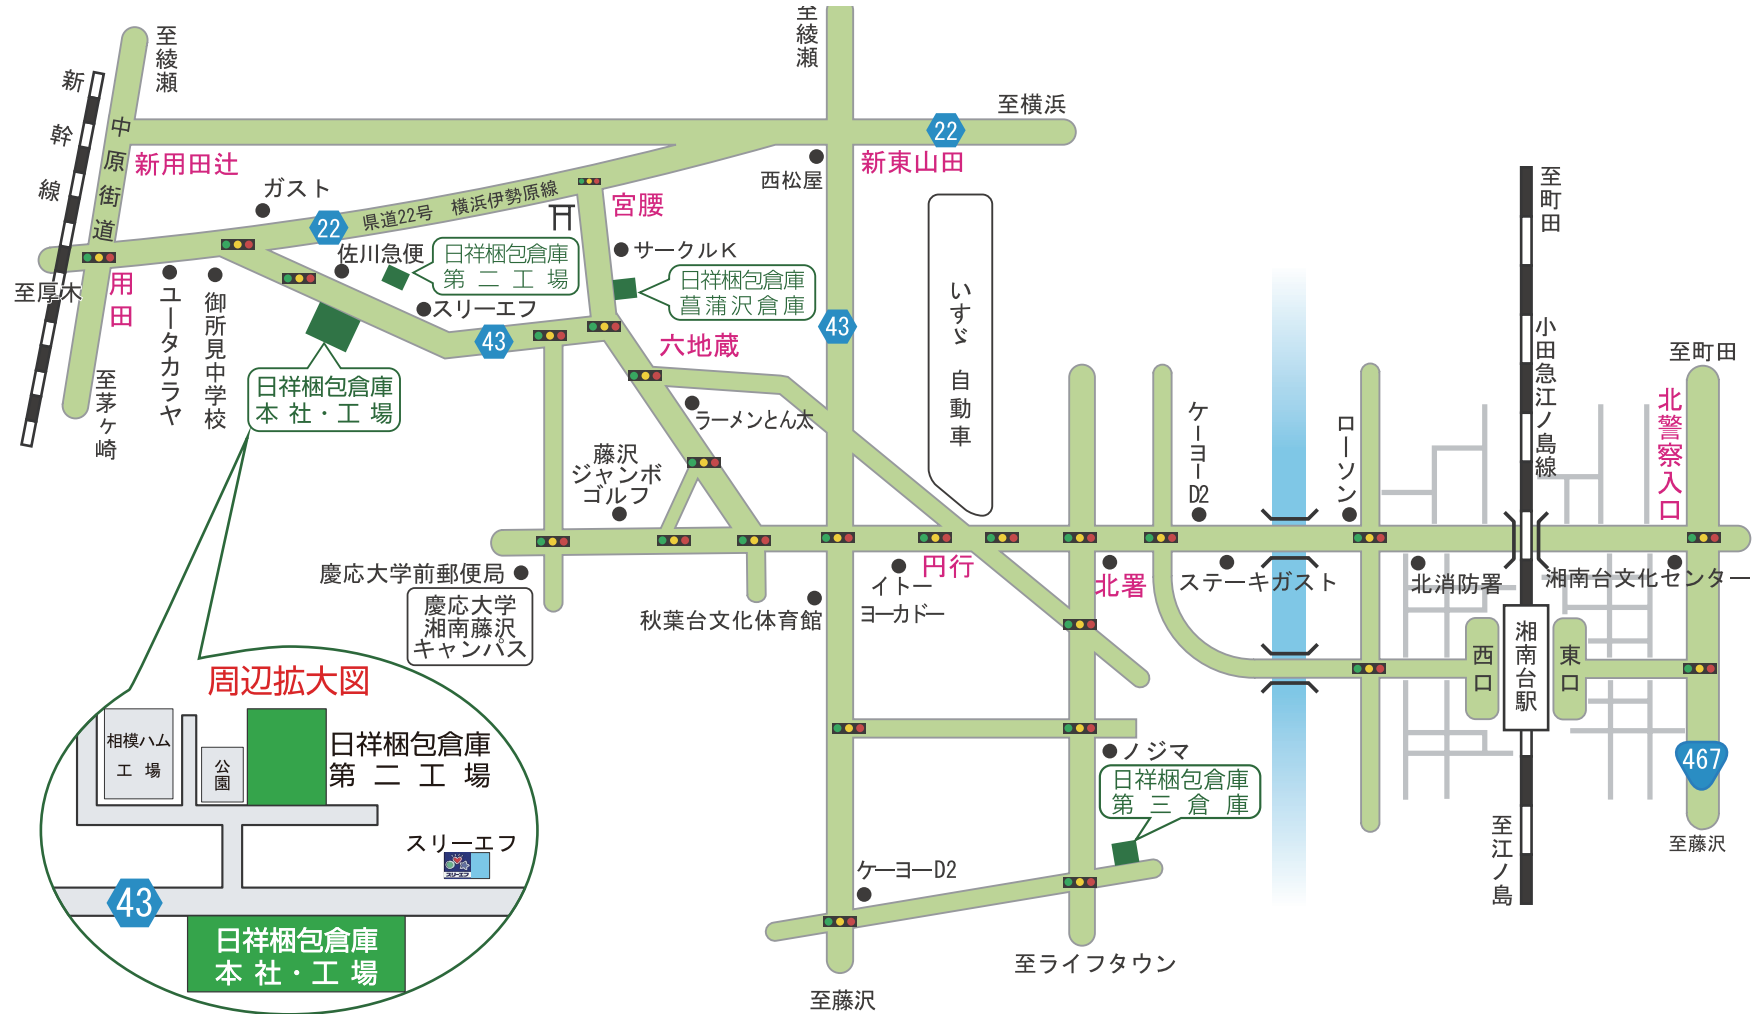 至綾瀬
至綾瀬
新幹線
中原街道
至横浜
22
新用田辻
新東山田
西松屋
ガスト
22
県道22号 横浜伊勢原線
宮腰
至町田
佐川急便
日祥梱包倉庫
第二工場
サークルK
日祥梱包倉庫
菖蒲沢倉庫
いすゞ自動車
至厚木
用田
ユータカラヤ
御所見中学校
スリーエフ
43
43
六地蔵
小田急江ノ島線
至町田
日祥梱包倉庫
本社・工場
至茅ヶ崎
ラーメンとん太
ケーヨーD2
ローソン
北警察入口
藤沢
ジャンボ
ゴルフ
慶応大学前郵便局
慶応大学
湘南藤沢
キャンパス
秋葉台文化体育館
イトー
ヨーカドー
円行
北署
ステーキガスト
北消防署
湘南台文化センター
西口
湘南台駅
東口
周辺拡大図
相模ハム
工場
公園
日祥梱包倉庫
第二工場
スリーエフ
スリーエフ
43
日祥梱包倉庫
本社・工場
ノジマ
日祥梱包倉庫
第三倉庫
467
ケーヨーD2
至江ノ島
至藤沢
至ライフタウン
至藤沢